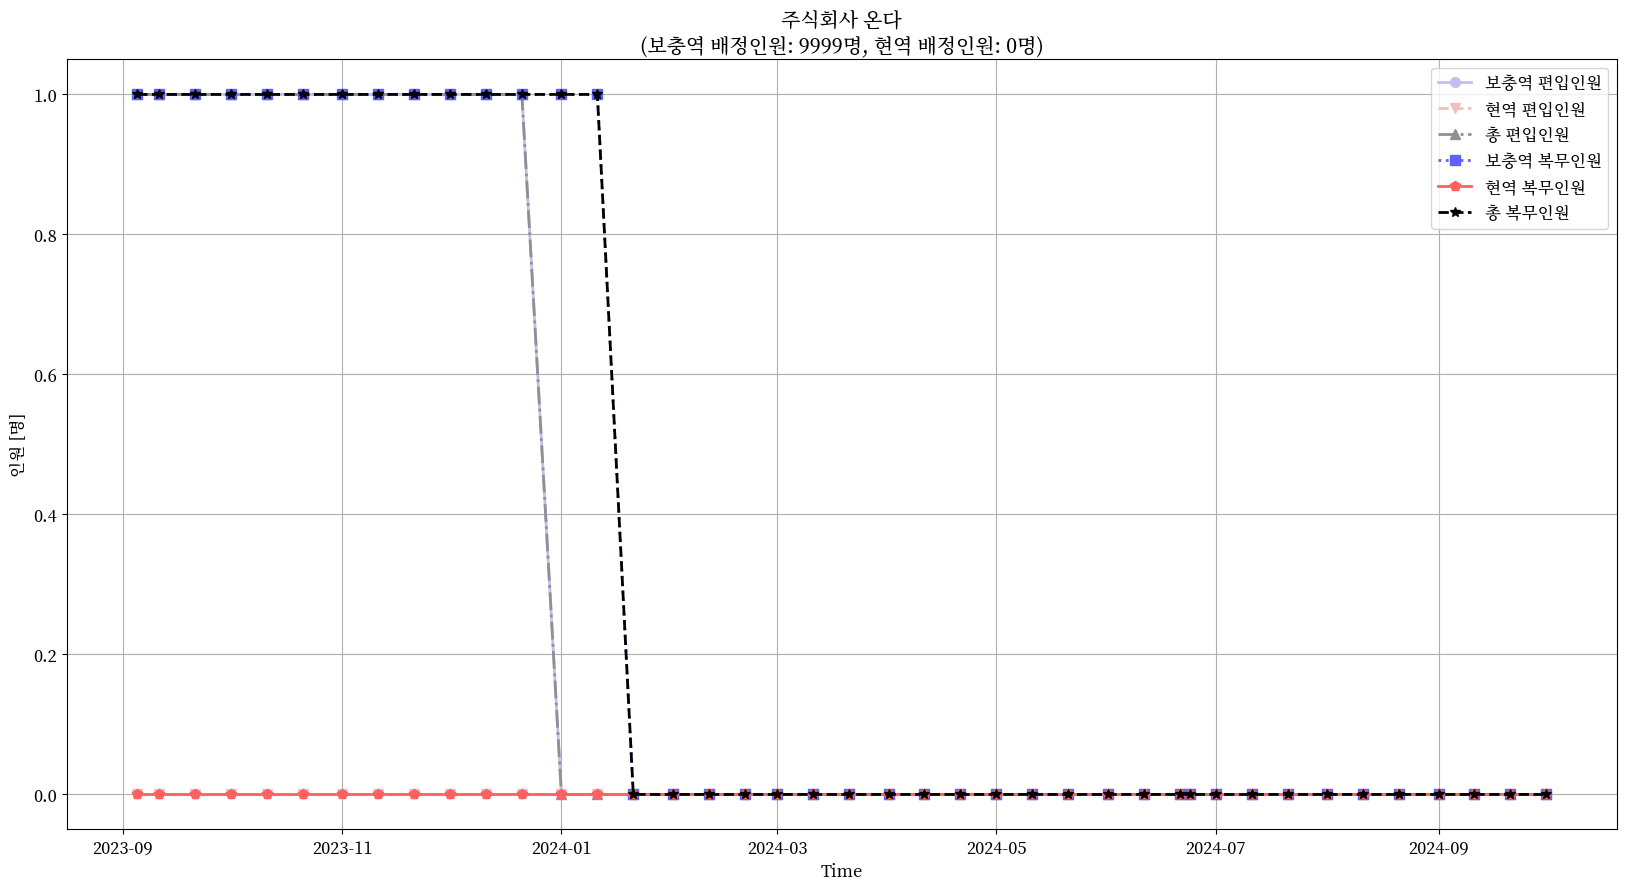 주식회사 온다
(보충역 배정인원: 9999명, 현역 배정인원: 0명)
보충역 편입인원
현역 편입인원
총 편입인원
보충역 복무인원
현역 복무인원
총 복무인원
인원 [명]
1.0
0.8
0.6
0.4
0.2
0.0
2023-09
2023-11
2024-01
2024-03
2024-05
2024-07
2024-09
Time